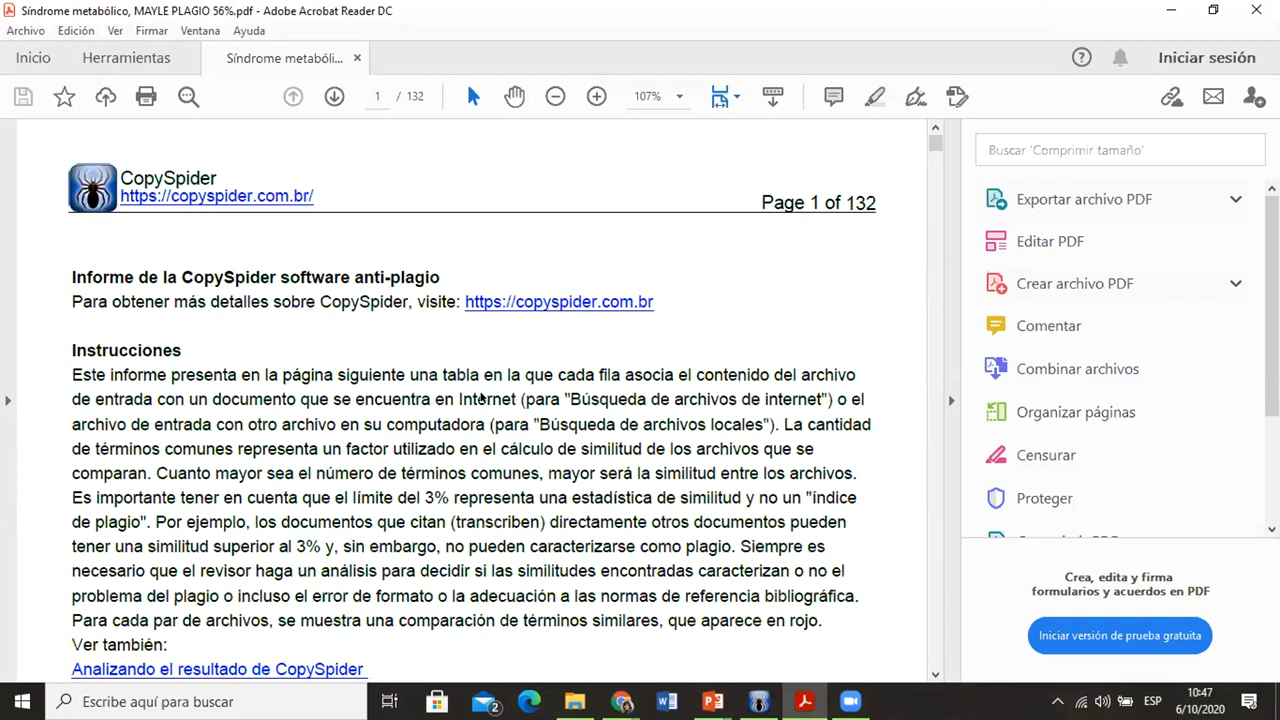 Síndrome metabólico, MAYLE PLAGIO 56%.pdf - Adobe Acrobat Reader DC
Archivo Edición Ver Firmar Ventana Ayuda
Inicio Herramientas Síndrome metabóli... × Iniciar sesión
1 / 132 107%
CopySpider
https://copyspider.com.br/
Page 1 of 132
Informe de la CopySpider software anti-plagio
Para obtener más detalles sobre CopySpider, visite: https://copyspider.com.br
Instrucciones
Este informe presenta en la página siguiente una tabla en la que cada fila asocia el contenido del archivo
de entrada con un documento que se encuentra en Internet (para "Búsqueda de archivos de internet") o el
archivo de entrada con otro archivo en su computadora (para "Búsqueda de archivos locales"). La cantidad
de términos comunes representa un factor utilizado en el cálculo de similitud de los archivos que se
comparan. Cuanto mayor sea el número de términos comunes, mayor será la similitud entre los archivos.
Es importante tener en cuenta que el límite del 3% representa una estadística de similitud y no un "índice
de plagio". Por ejemplo, los documentos que citan (transcriben) directamente otros documentos pueden
tener una similitud superior al 3% y, sin embargo, no pueden caracterizarse como plagio. Siempre es
necesario que el revisor haga un análisis para decidir si las similitudes encontradas caracterizan o no el
problema del plagio o incluso el error de formato o la adecuación a las normas de referencia bibliográfica.
Para cada par de archivos, se muestra una comparación de términos similares, que aparece en rojo.
Ver también:
Analizando el resultado de CopySpider
Buscar 'Comprimir tamaño'
Exportar archivo PDF
Editar PDF
Crear archivo PDF
Comentar
Combinar archivos
Organizar páginas
Censurar
Proteger
Crea, edita y firma
formularios y acuerdos en PDF
Iniciar versión de prueba gratuita
Escribe aquí para buscar
2
ESP
10:47
6/10/2020